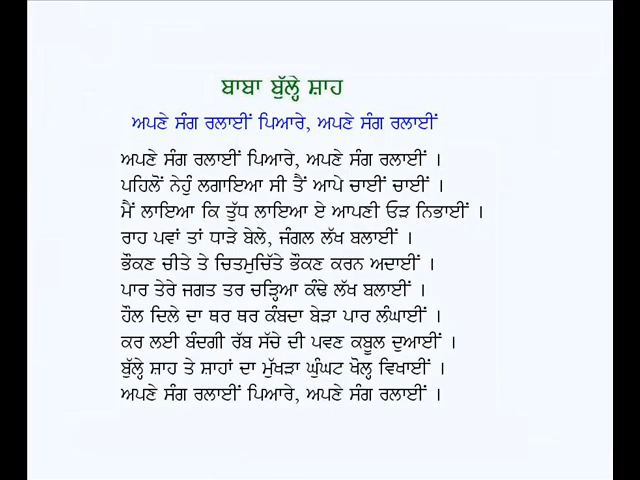 ਬਾਬਾ ਬੁੱਲ੍ਹੇ ਸ਼ਾਹ
ਅਪਣੇ ਸੰਗ ਰਲਾਈਂ ਪਿਆਰੇ, ਅਪਣੇ ਸੰਗ ਰਲਾਈਂ
ਅਪਣੇ ਸੰਗ ਰਲਾਈਂ ਪਿਆਰੇ, ਅਪਣੇ ਸੰਗ ਰਲਾਈਂ ।
ਪਹਿਲੋਂ ਨੇਹੁੰ ਲਗਾਇਆ ਸੀ ਤੈਂ ਆਪੇ ਚਾਈਂ ਚਾਈਂ ।
ਮੈਂ ਲਾਇਆ ਕਿ ਤੁੱਧ ਲਾਇਆ ਏ ਆਪਣੀ ਓੜ ਨਿਭਾਈਂ ।
ਰਾਹ ਪਵਾਂ ਤਾਂ ਧਾੜੇ ਬੇਲੇ, ਜੰਗਲ ਲੱਖ ਬਲਾਈਂ ।
ਭੌਕਣ ਚੀਤੇ ਤੇ ਚਿਤਮੁਚਿੱਤੇ ਭੌਕਣ ਕਰਨ ਅਦਾਈਂ ।
ਪਾਰ ਤੇਰੇ ਜਗਤ ਤਰ ਚੜ੍ਹਿਆ ਕੰਢੇ ਲੱਖ ਬਲਾਈਂ ।
ਹੌਲ ਦਿਲੇ ਦਾ ਥਰ ਥਰ ਕੰਬਦਾ ਬੇੜਾ ਪਾਰ ਲੰਘਾਈਂ ।
ਕਰ ਲਈ ਬੰਦਗੀ ਰੱਬ ਸੱਚੇ ਦੀ ਪਵਣ ਕਬੂਲ ਦੁਆਈਂ ।
ਬੁੱਲ੍ਹੇ ਸ਼ਾਹ ਤੇ ਸ਼ਾਹਾਂ ਦਾ ਮੁੱਖੜਾ ਘੁੰਘਟ ਖੋਲ੍ਹ ਵਿਖਾਈਂ ।
ਅਪਣੇ ਸੰਗ ਰਲਾਈਂ ਪਿਆਰੇ, ਅਪਣੇ ਸੰਗ ਰਲਾਈਂ ।